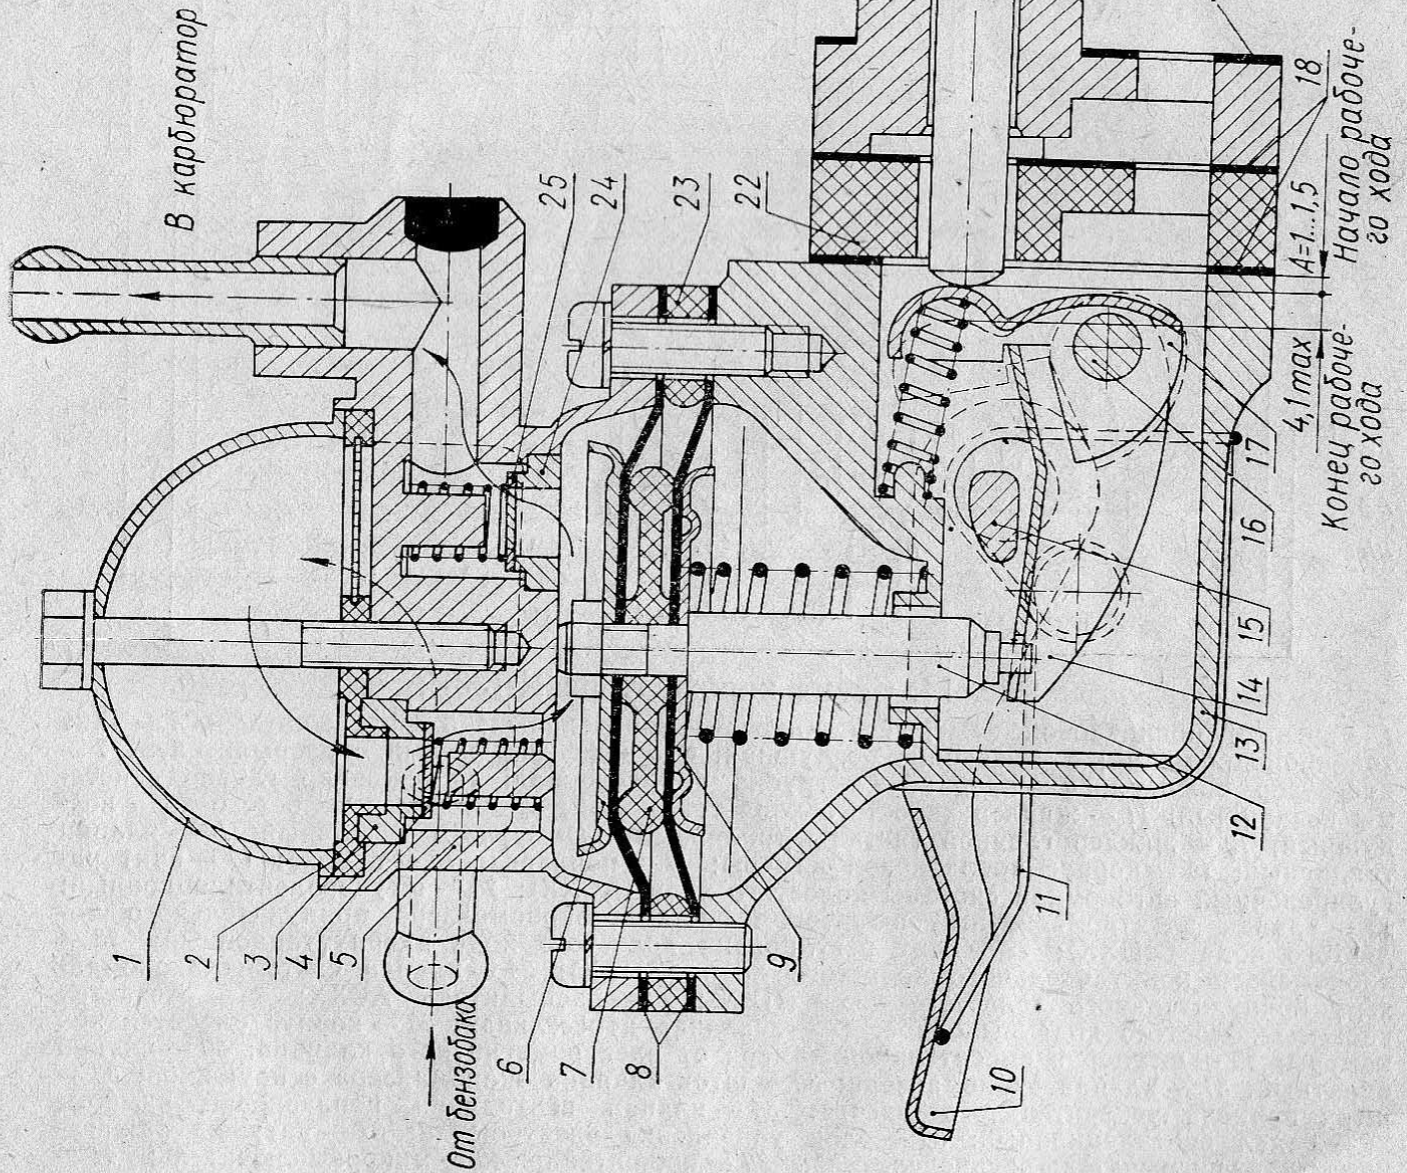 В карбюратор
25
24
23
22
18
А=1...1,5
Начало рабоче-
го хода
4,1 max
Конец рабоче-
го хода
17
16
15
14
13
12
11
10
9
1
2
3
4
5
6
7
8
От бензобака